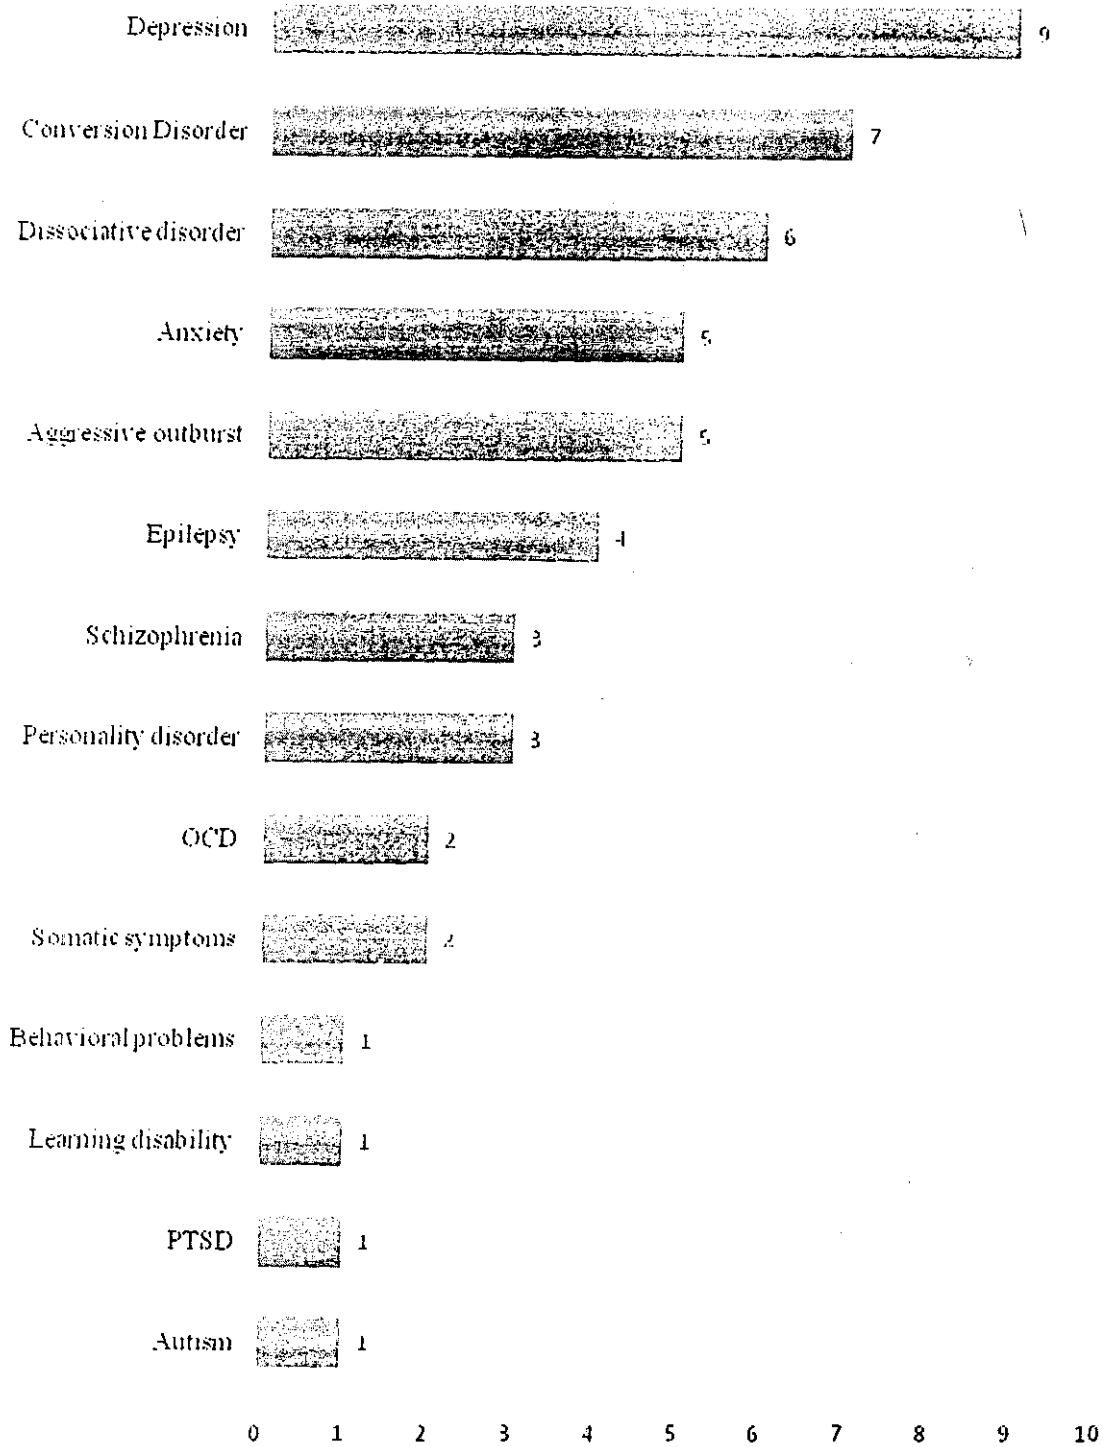 Depression 9
Conversion Disorder 7
Dissociative disorder 6
Anxiety 5
Aggressive outburst 5
Epilepsy 4
Schizophrenia 3
Personality disorder 3
OCD 2
Somatic symptoms 2
Behavioral problems 1
Learning disability 1
PTSD 1
Autism 1
0 1 2 3 4 5 6 7 8 9 10